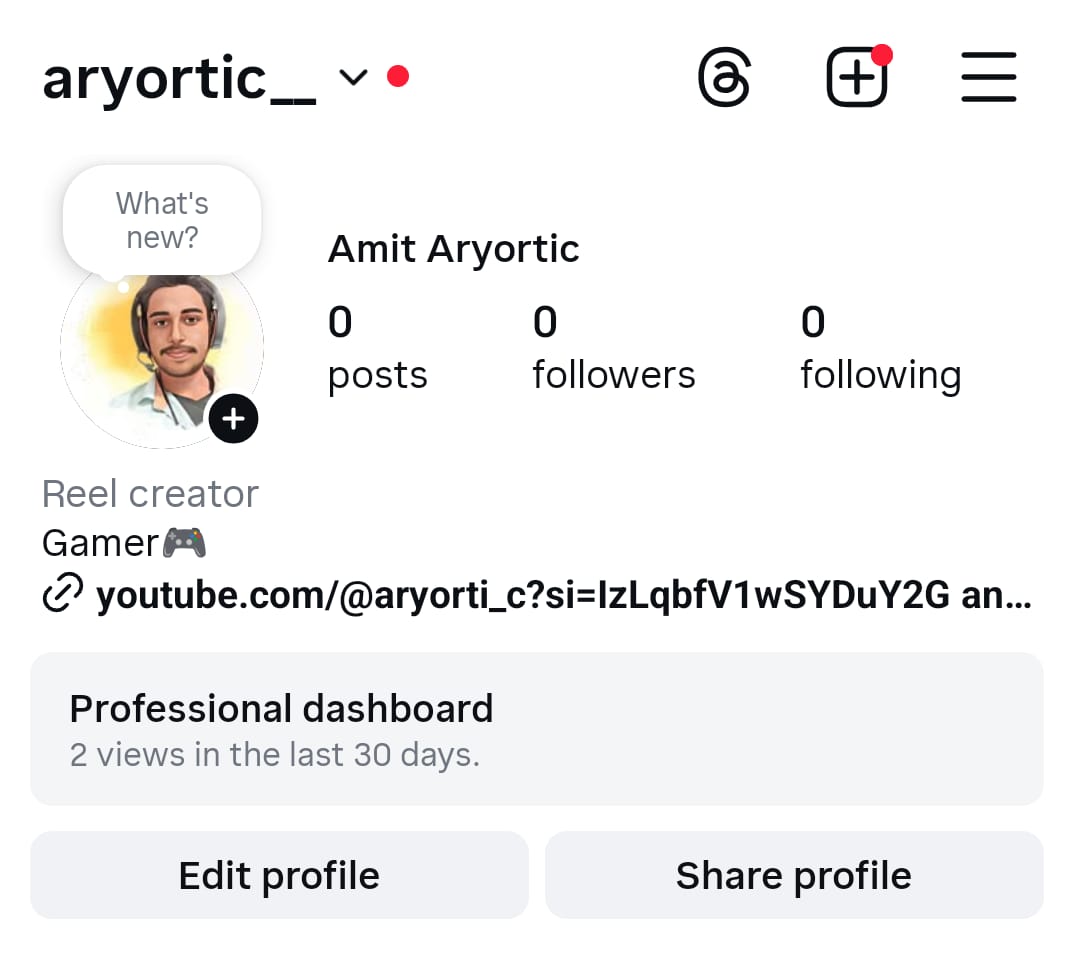 aryortic__
What's
new?
Amit Aryortic
0 0 0
posts followers following
Reel creator
Gamer🎮
youtube.com/@aryorti_c?si=IzLqbfV1wSYDuY2G an...
Professional dashboard
2 views in the last 30 days.
Edit profile Share profile